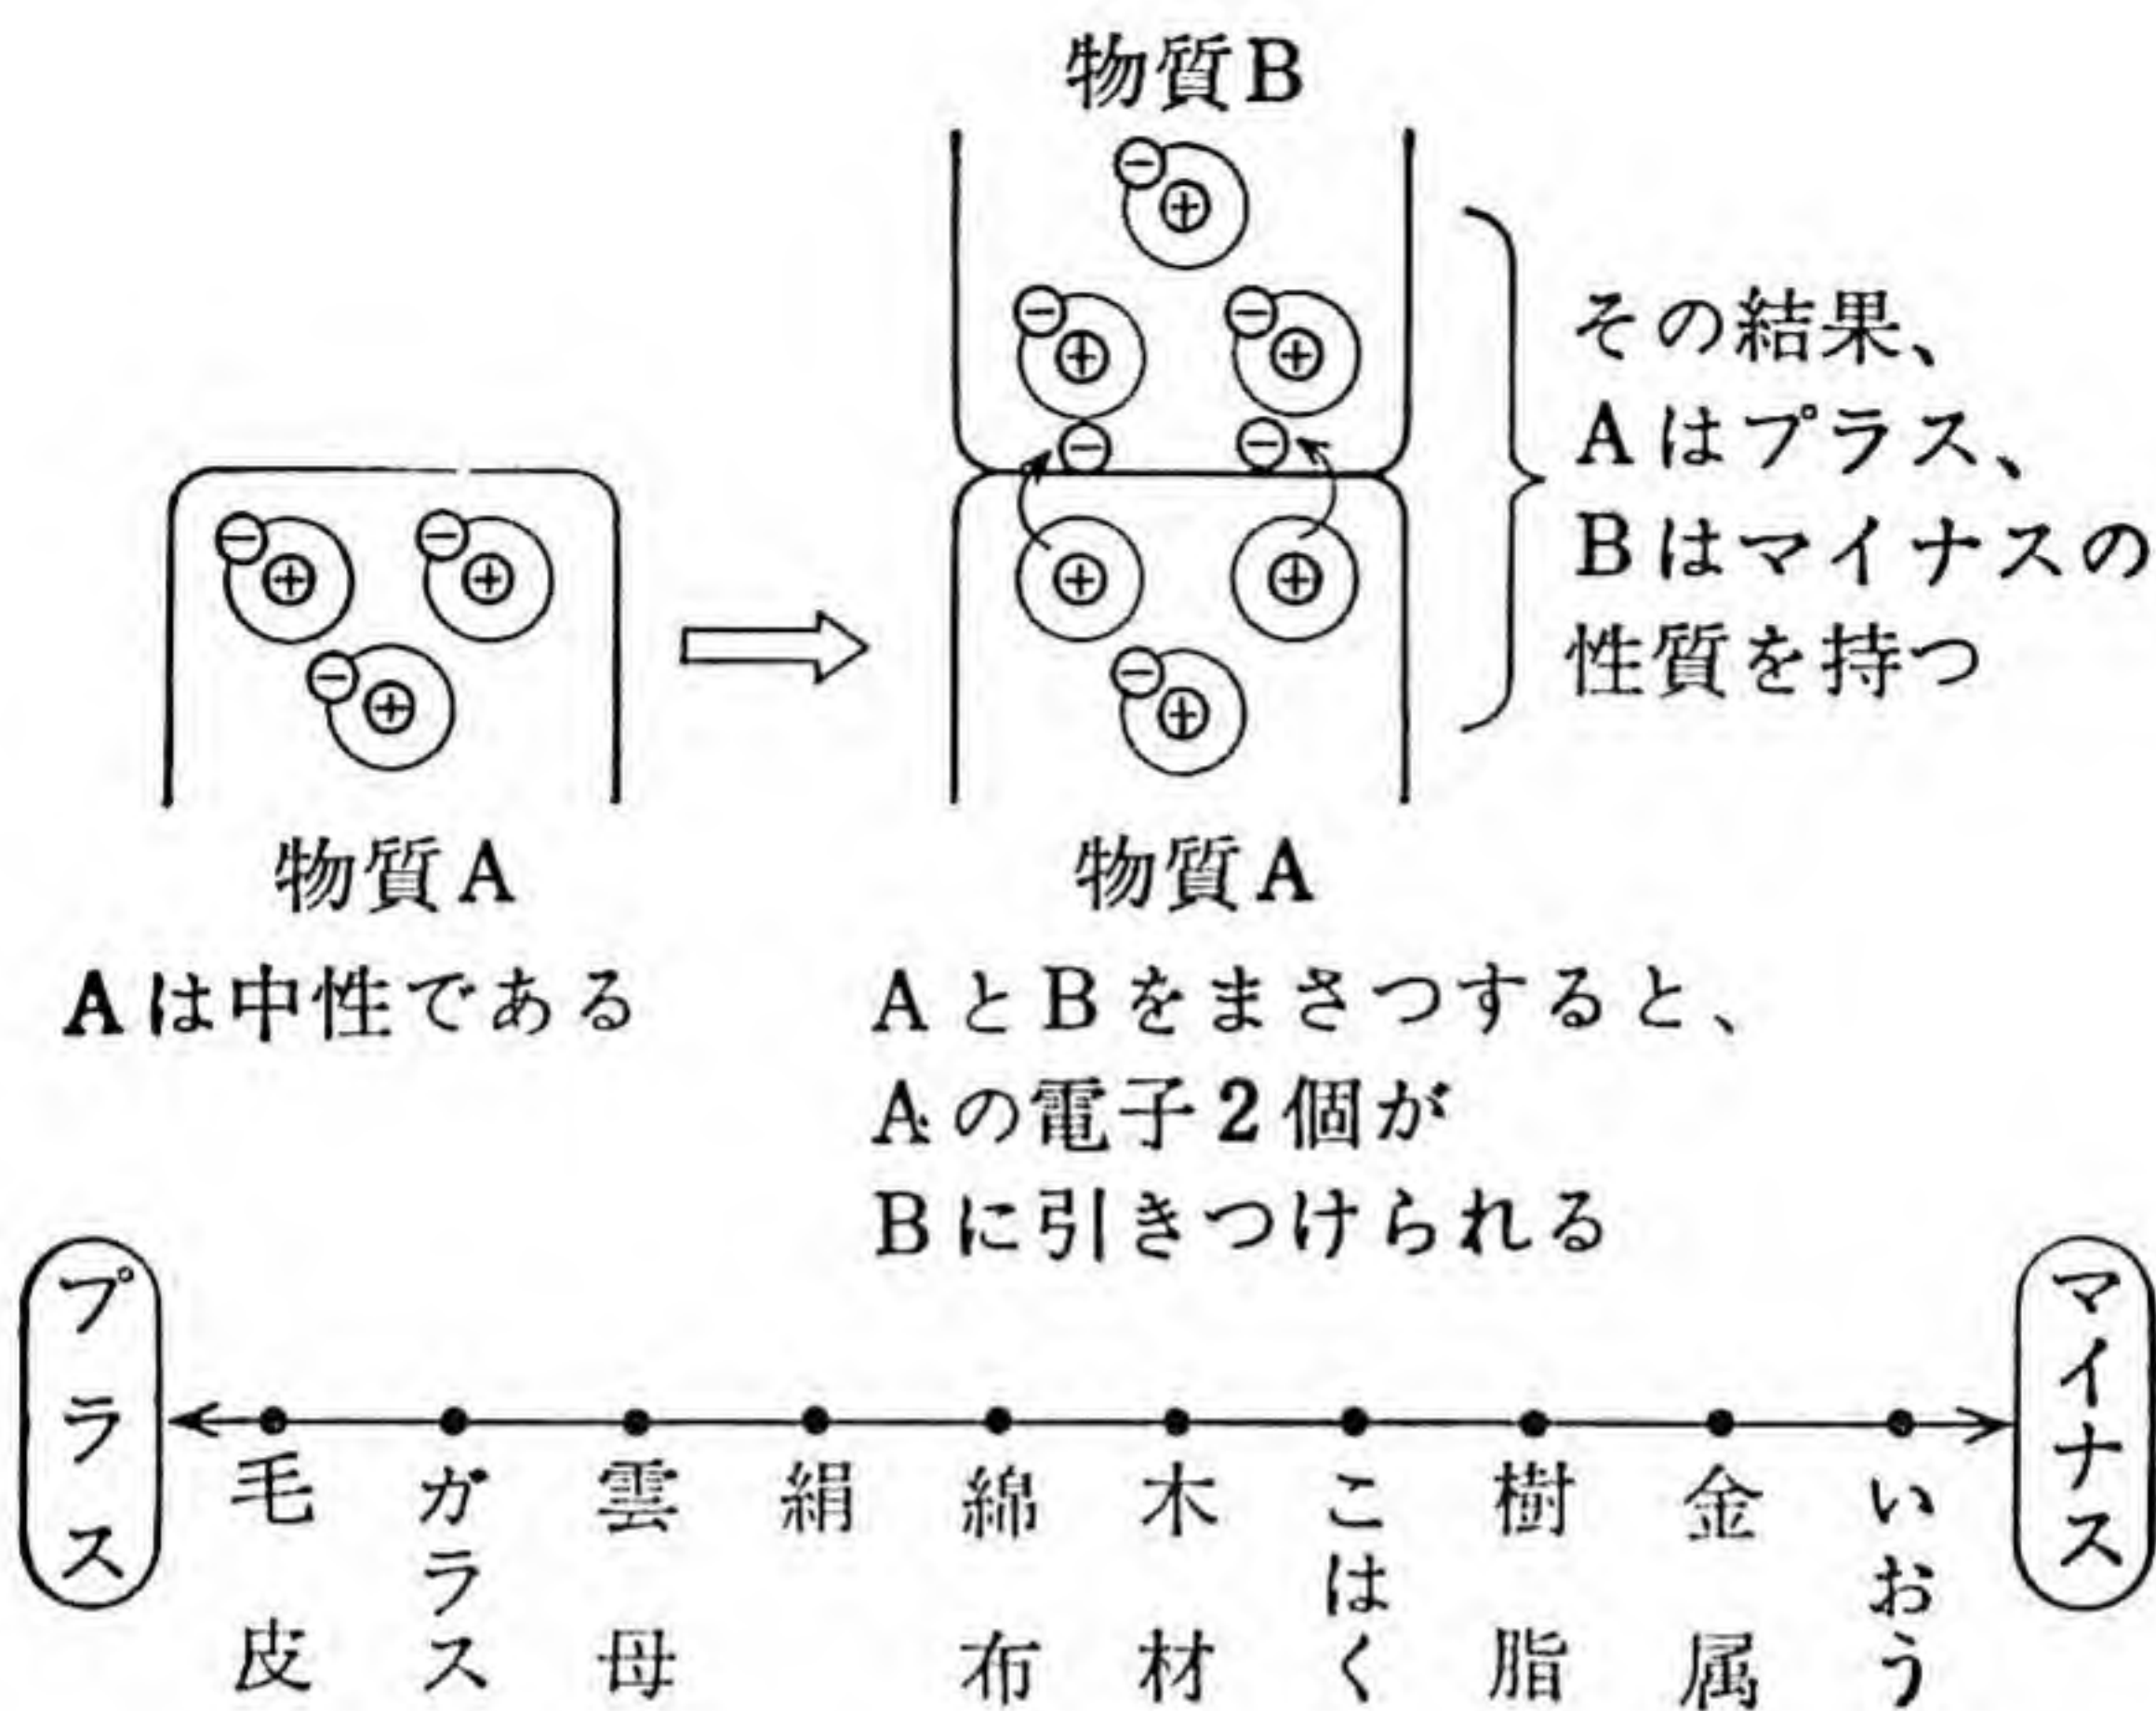 物質B
その結果、
Aはプラス、
Bはマイナスの
性質を持つ
物質A
Aは中性である
物質A
AとBをまさつすると、
Aの電子2個が
Bに引きつけられる
プラス
毛皮
ガラス
雲母
絹
綿布
木材
こはく
樹脂
金属
いおう
マイナス